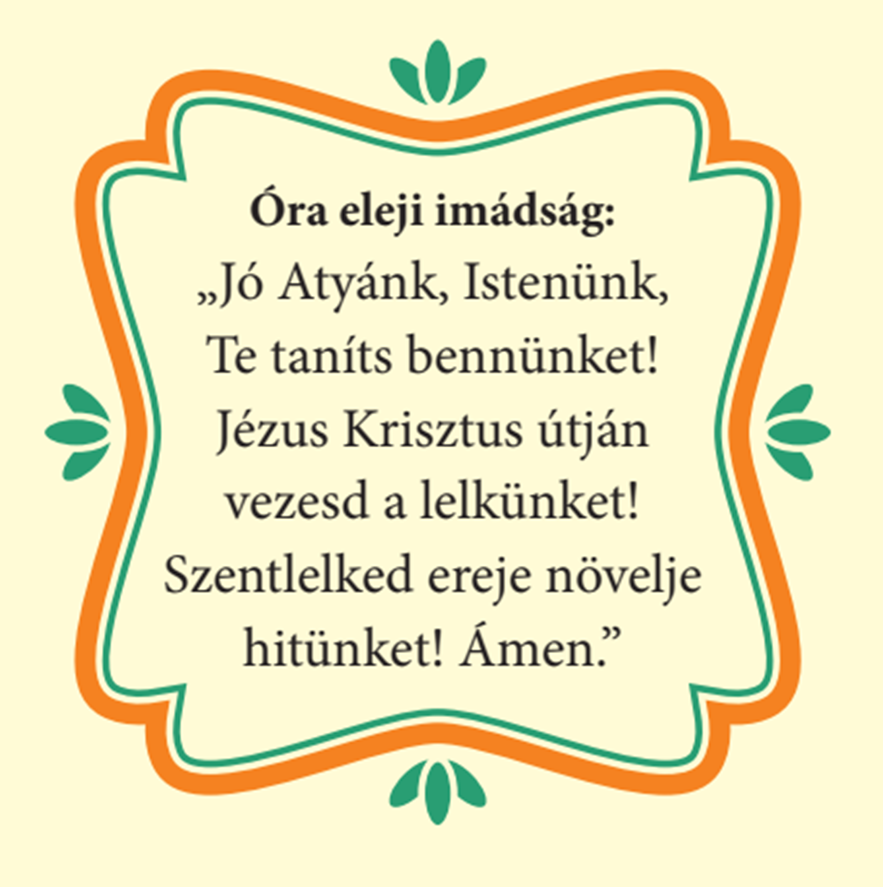 Óra eleji imádság:
„Jó Atyánk, Istenünk,
Te taníts bennünket!
Jézus Krisztus útján
vezesd a lelkünket!
Szentlelked ereje növelje
hitünket! Ámen.”